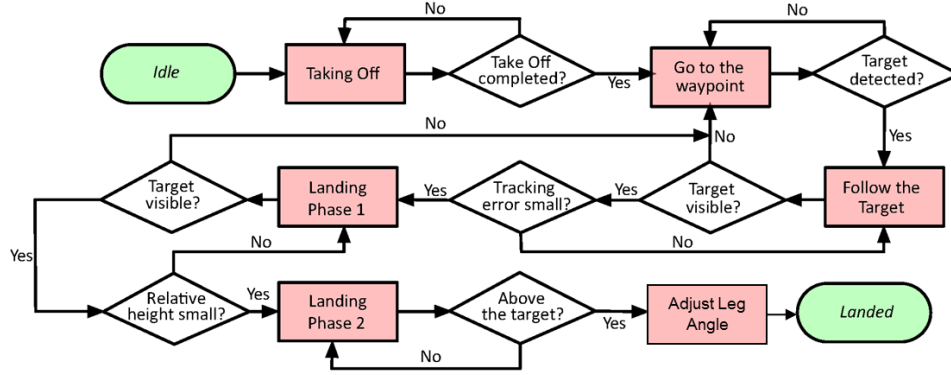 No
No
Idle
Taking Off
Take Off
completed?
Yes
Go to the
waypoint
Target
detected?
No
No
Yes
Target
visible?
Landing
Phase 1
Yes
Tracking
error small?
Yes
Target
visible?
Follow the
Target
Yes
No
No
Relative
height small?
Yes
Landing
Phase 2
Above
the target?
Yes
Adjust Leg
Angle
Landed
No